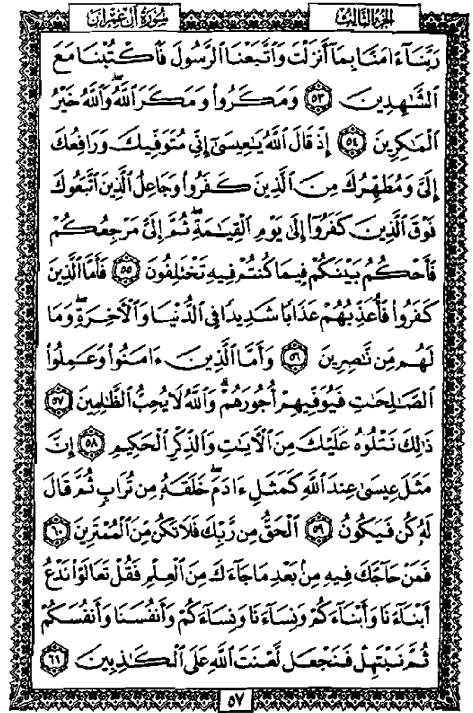 الجزء الثالث
سورة آل عمران
رَبَّنَآ ءَامَنَّا بِمَآ أَنزَلْتَ وَٱتَّبَعْنَا ٱلرَّسُولَ فَٱكْتُبْنَا مَعَ
ٱلشَّٰهِدِينَ ٥٣ وَمَكَرُوا۟ وَمَكَرَ ٱللَّهُ ۖ وَٱللَّهُ خَيْرُ
ٱلْمَٰكِرِينَ ٥٤ إِذْ قَالَ ٱللَّهُ يَٰعِيسَىٰٓ إِنِّى مُتَوَفِّيكَ وَرَافِعُكَ
إِلَىَّ وَمُطَهِّرُكَ مِنَ ٱلَّذِينَ كَفَرُوا۟ وَجَاعِلُ ٱلَّذِينَ ٱتَّبَعُوكَ
فَوْقَ ٱلَّذِينَ كَفَرُوٓا۟ إِلَىٰ يَوْمِ ٱلْقِيَٰمَةِ ۖ ثُمَّ إِلَىَّ مَرْجِعُكُمْ
فَأَحْكُمُ بَيْنَكُمْ فِيمَا كُنتُمْ فِيهِ تَخْتَلِفُونَ ٥٥ فَأَمَّا ٱلَّذِينَ
كَفَرُوا۟ فَأُعَذِّبُهُمْ عَذَابًا شَدِيدًا فِى ٱلدُّنْيَا وَٱلْءَاخِرَةِ ۖ وَمَا
لَهُم مِّن نَّٰصِرِينَ ٥٦ وَأَمَّا ٱلَّذِينَ ءَامَنُوا۟ وَعَمِلُوا۟
ٱلصَّٰلِحَٰتِ فَيُوَفِّيهِمْ أُجُورَهُمْ ۗ وَٱللَّهُ لَا يُحِبُّ ٱلظَّٰلِمِينَ ٥٧
ذَٰلِكَ نَتْلُوهُ عَلَيْكَ مِنَ ٱلْءَايَٰتِ وَٱلذِّكْرِ ٱلْحَكِيمِ ٥٨ إِنَّ
مَثَلَ عِيسَىٰ عِندَ ٱللَّهِ كَمَثَلِ ءَادَمَ ۖ خَلَقَهُۥ مِن تُرَابٍ ثُمَّ قَالَ
لَهُۥ كُن فَيَكُونُ ٥٩ ٱلْحَقُّ مِن رَّبِّكَ فَلَا تَكُن مِّنَ ٱلْمُمْتَرِينَ ٦٠
فَمَنْ حَآجَّكَ فِيهِ مِنۢ بَعْدِ مَا جَآءَكَ مِنَ ٱلْعِلْمِ فَقُلْ تَعَالَوْا۟ نَدْعُ
أَبْنَآءَنَا وَأَبْنَآءَكُمْ وَنِسَآءَنَا وَنِسَآءَكُمْ وَأَنفُسَنَا وَأَنفُسَكُمْ
ثُمَّ نَبْتَهِلْ فَنَجْعَل لَّعْنَتَ ٱللَّهِ عَلَى ٱلْكَٰذِبِينَ ٦١
٥٧